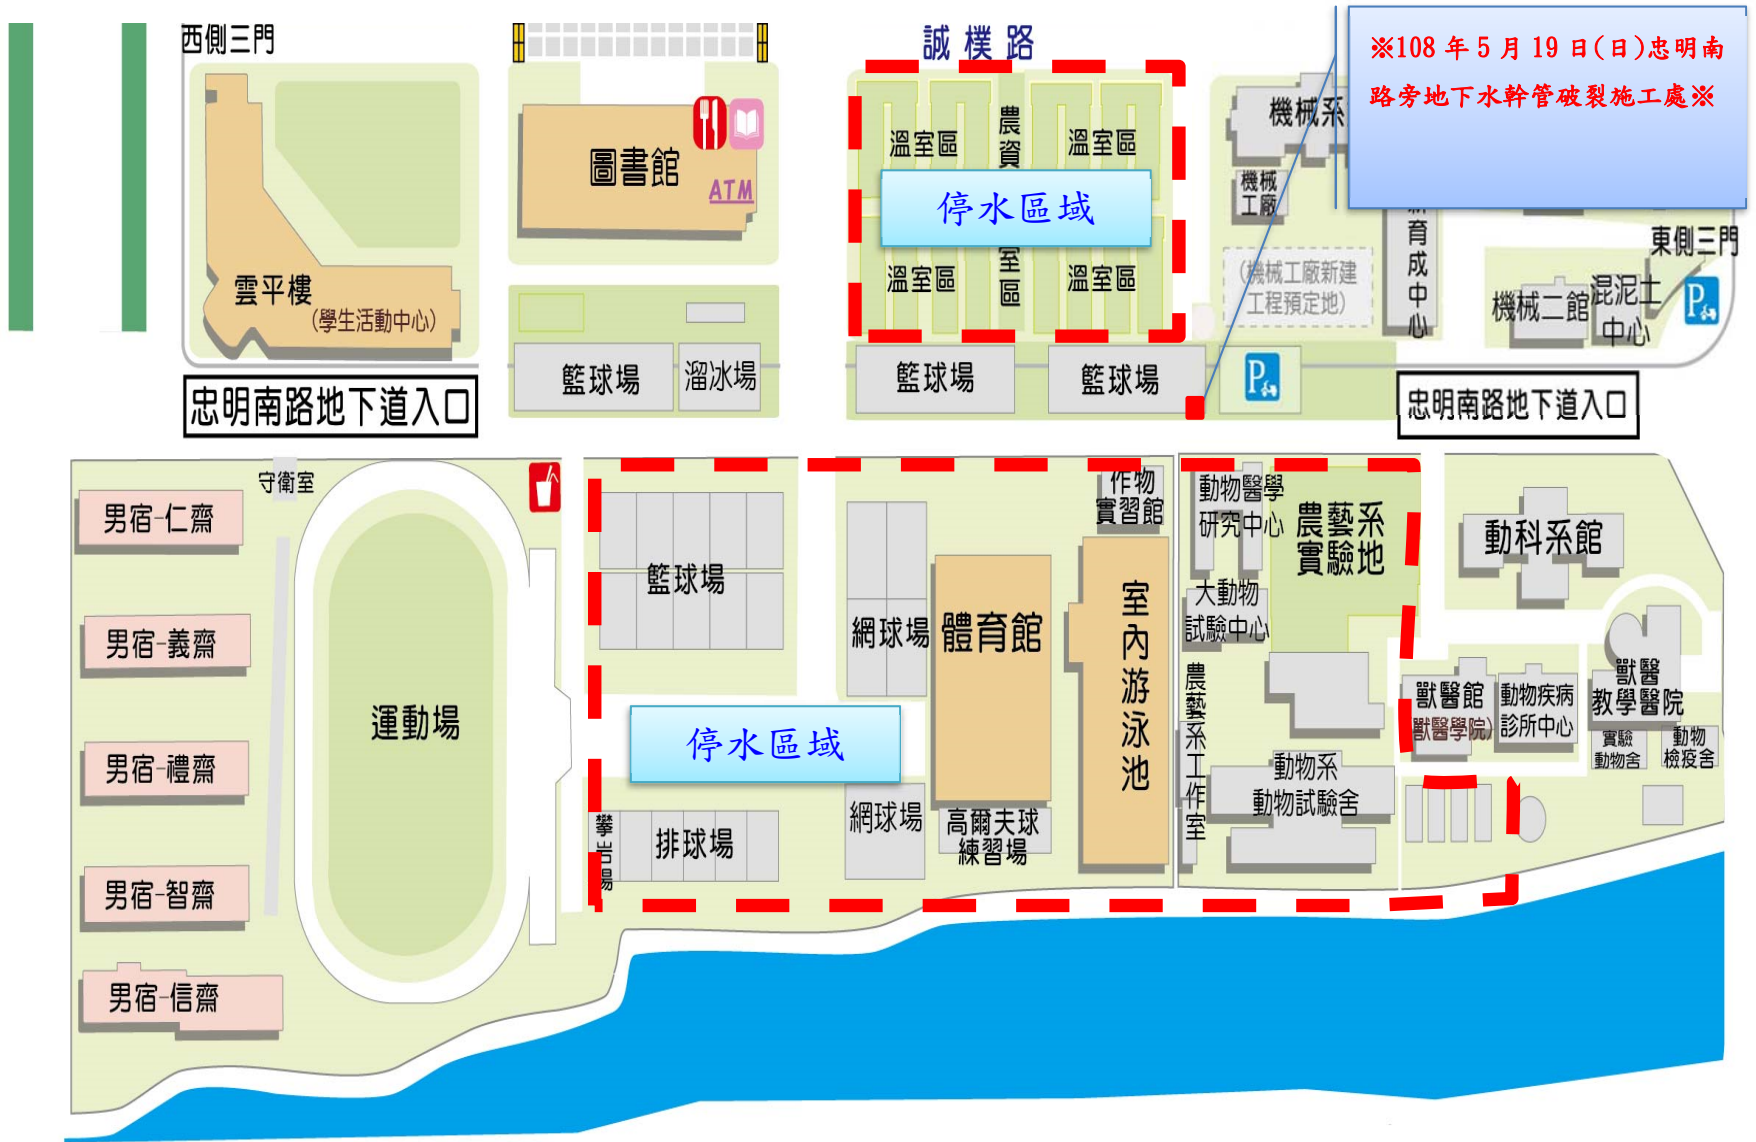 西側三門
誠樸路
※108 年 5 月 19 日(日)忠明南
路旁地下水幹管破裂施工處※
圖書館
ATM
溫室區
農資
溫室區
停水區域
溫室區
室區
溫室區
機械系
機械
工廠
(機械工廠新建
工程預定地)
育成中心
東側三門
機械二館
混泥土
中心
P
雲平樓
(學生活動中心)
籃球場
溜冰場
籃球場
籃球場
P
忠明南路地下道入口
忠明南路地下道入口
守衛室
男宿-仁齋
男宿-義齋
男宿-禮齋
男宿-智齋
男宿-信齋
運動場
籃球場
網球場
體育館
作物
實習館
室內游泳池
動物醫學
研究中心
農藝系
實驗地
大動物
試驗中心
農藝系工作室
動科系館
獸醫館
獸醫學院)
動物疾病
診所中心
獸醫
教學醫院
實驗
動物舍
動物
檢疫舍
停水區域
攀岩場
排球場
網球場
高爾夫球
練習場
動物系
動物試驗舍